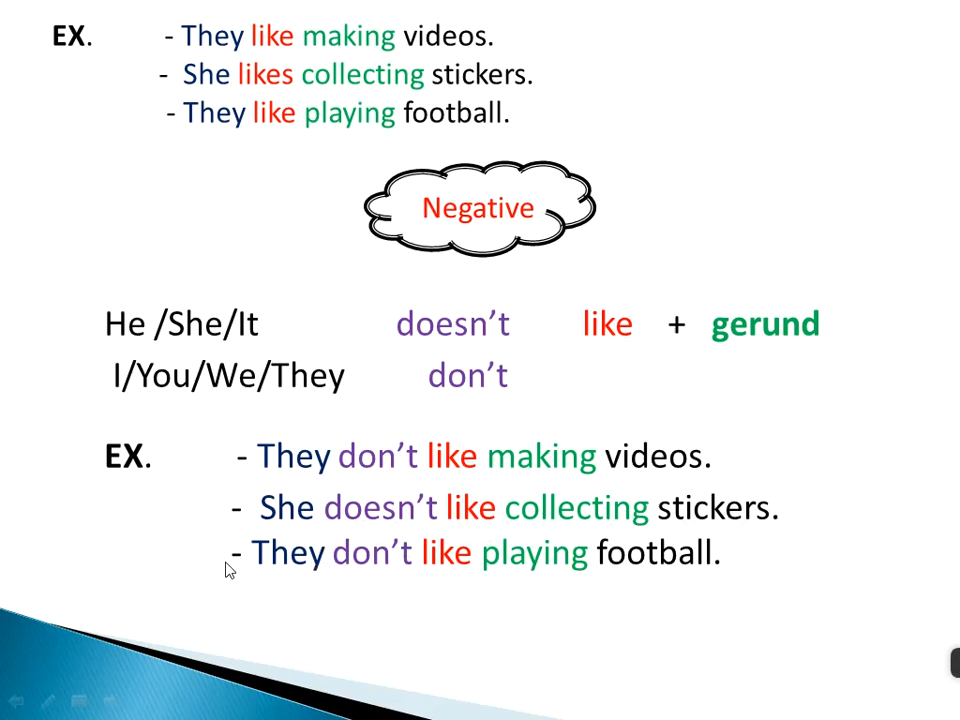 EX. - They like making videos.
- She likes collecting stickers.
- They like playing football.
Negative
He /She/It doesn’t like + gerund
I/You/We/They don’t
EX. - They don’t like making videos.
- She doesn’t like collecting stickers.
- They don’t like playing football.